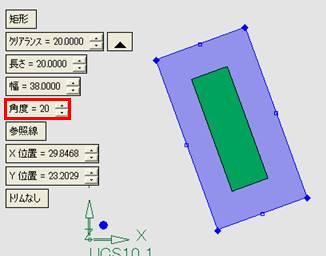 矩形
クリアランス = 20.0000
長さ = 20.0000
幅 = 38.0000
角度 = 20
参照線
X 位置 = 29.8468
Y 位置 = 23.2029
トリムなし
X
UCS10.1